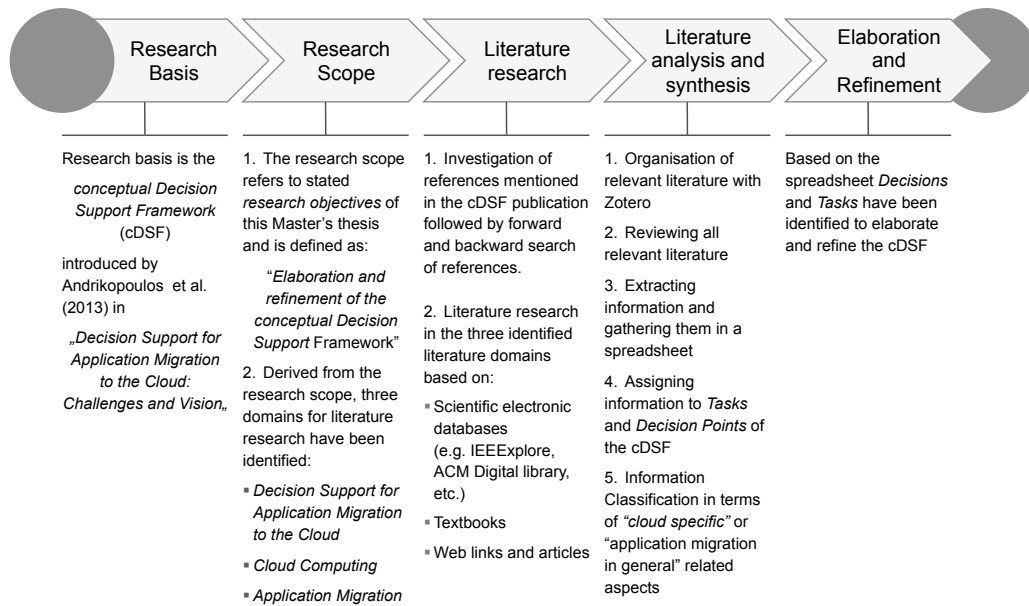 Research
Basis
Research
Scope
Literature
research
Literature
analysis and
synthesis
Elaboration
and
Refinement
Research basis is the
conceptual Decision
Support Framework
(cDSF)
introduced by
Andrikopoulos et al.
(2013) in
„Decision Support for
Application Migration
to the Cloud:
Challenges and Vision„
1. The research scope
refers to stated
research objectives of
this Master's thesis
and is defined as:
“Elaboration and
refinement of the
conceptual Decision
Support Framework”
2. Derived from the
research scope, three
domains for literature
research have been
identified:
▪ Decision Support for
Application Migration
to the Cloud
▪ Cloud Computing
▪ Application Migration
1. Investigation of
references mentioned
in the cDSF publication
followed by forward
and backward search
of references.
2. Literature research
in the three identified
literature domains
based on:
▪ Scientific electronic
databases
(e.g. IEEExplore,
ACM Digital library,
etc.)
▪ Textbooks
▪ Web links and articles
1. Organisation of
relevant literature with
Zotero
2. Reviewing all
relevant literature
3. Extracting
information and
gathering them in a
spreadsheet
4. Assigning
information to Tasks
and Decision Points of
the cDSF
5. Information
Classification in terms
of “cloud specific” or
“application migration
in general” related
aspects
Based on the
spreadsheet Decisions
and Tasks have been
identified to elaborate
and refine the cDSF